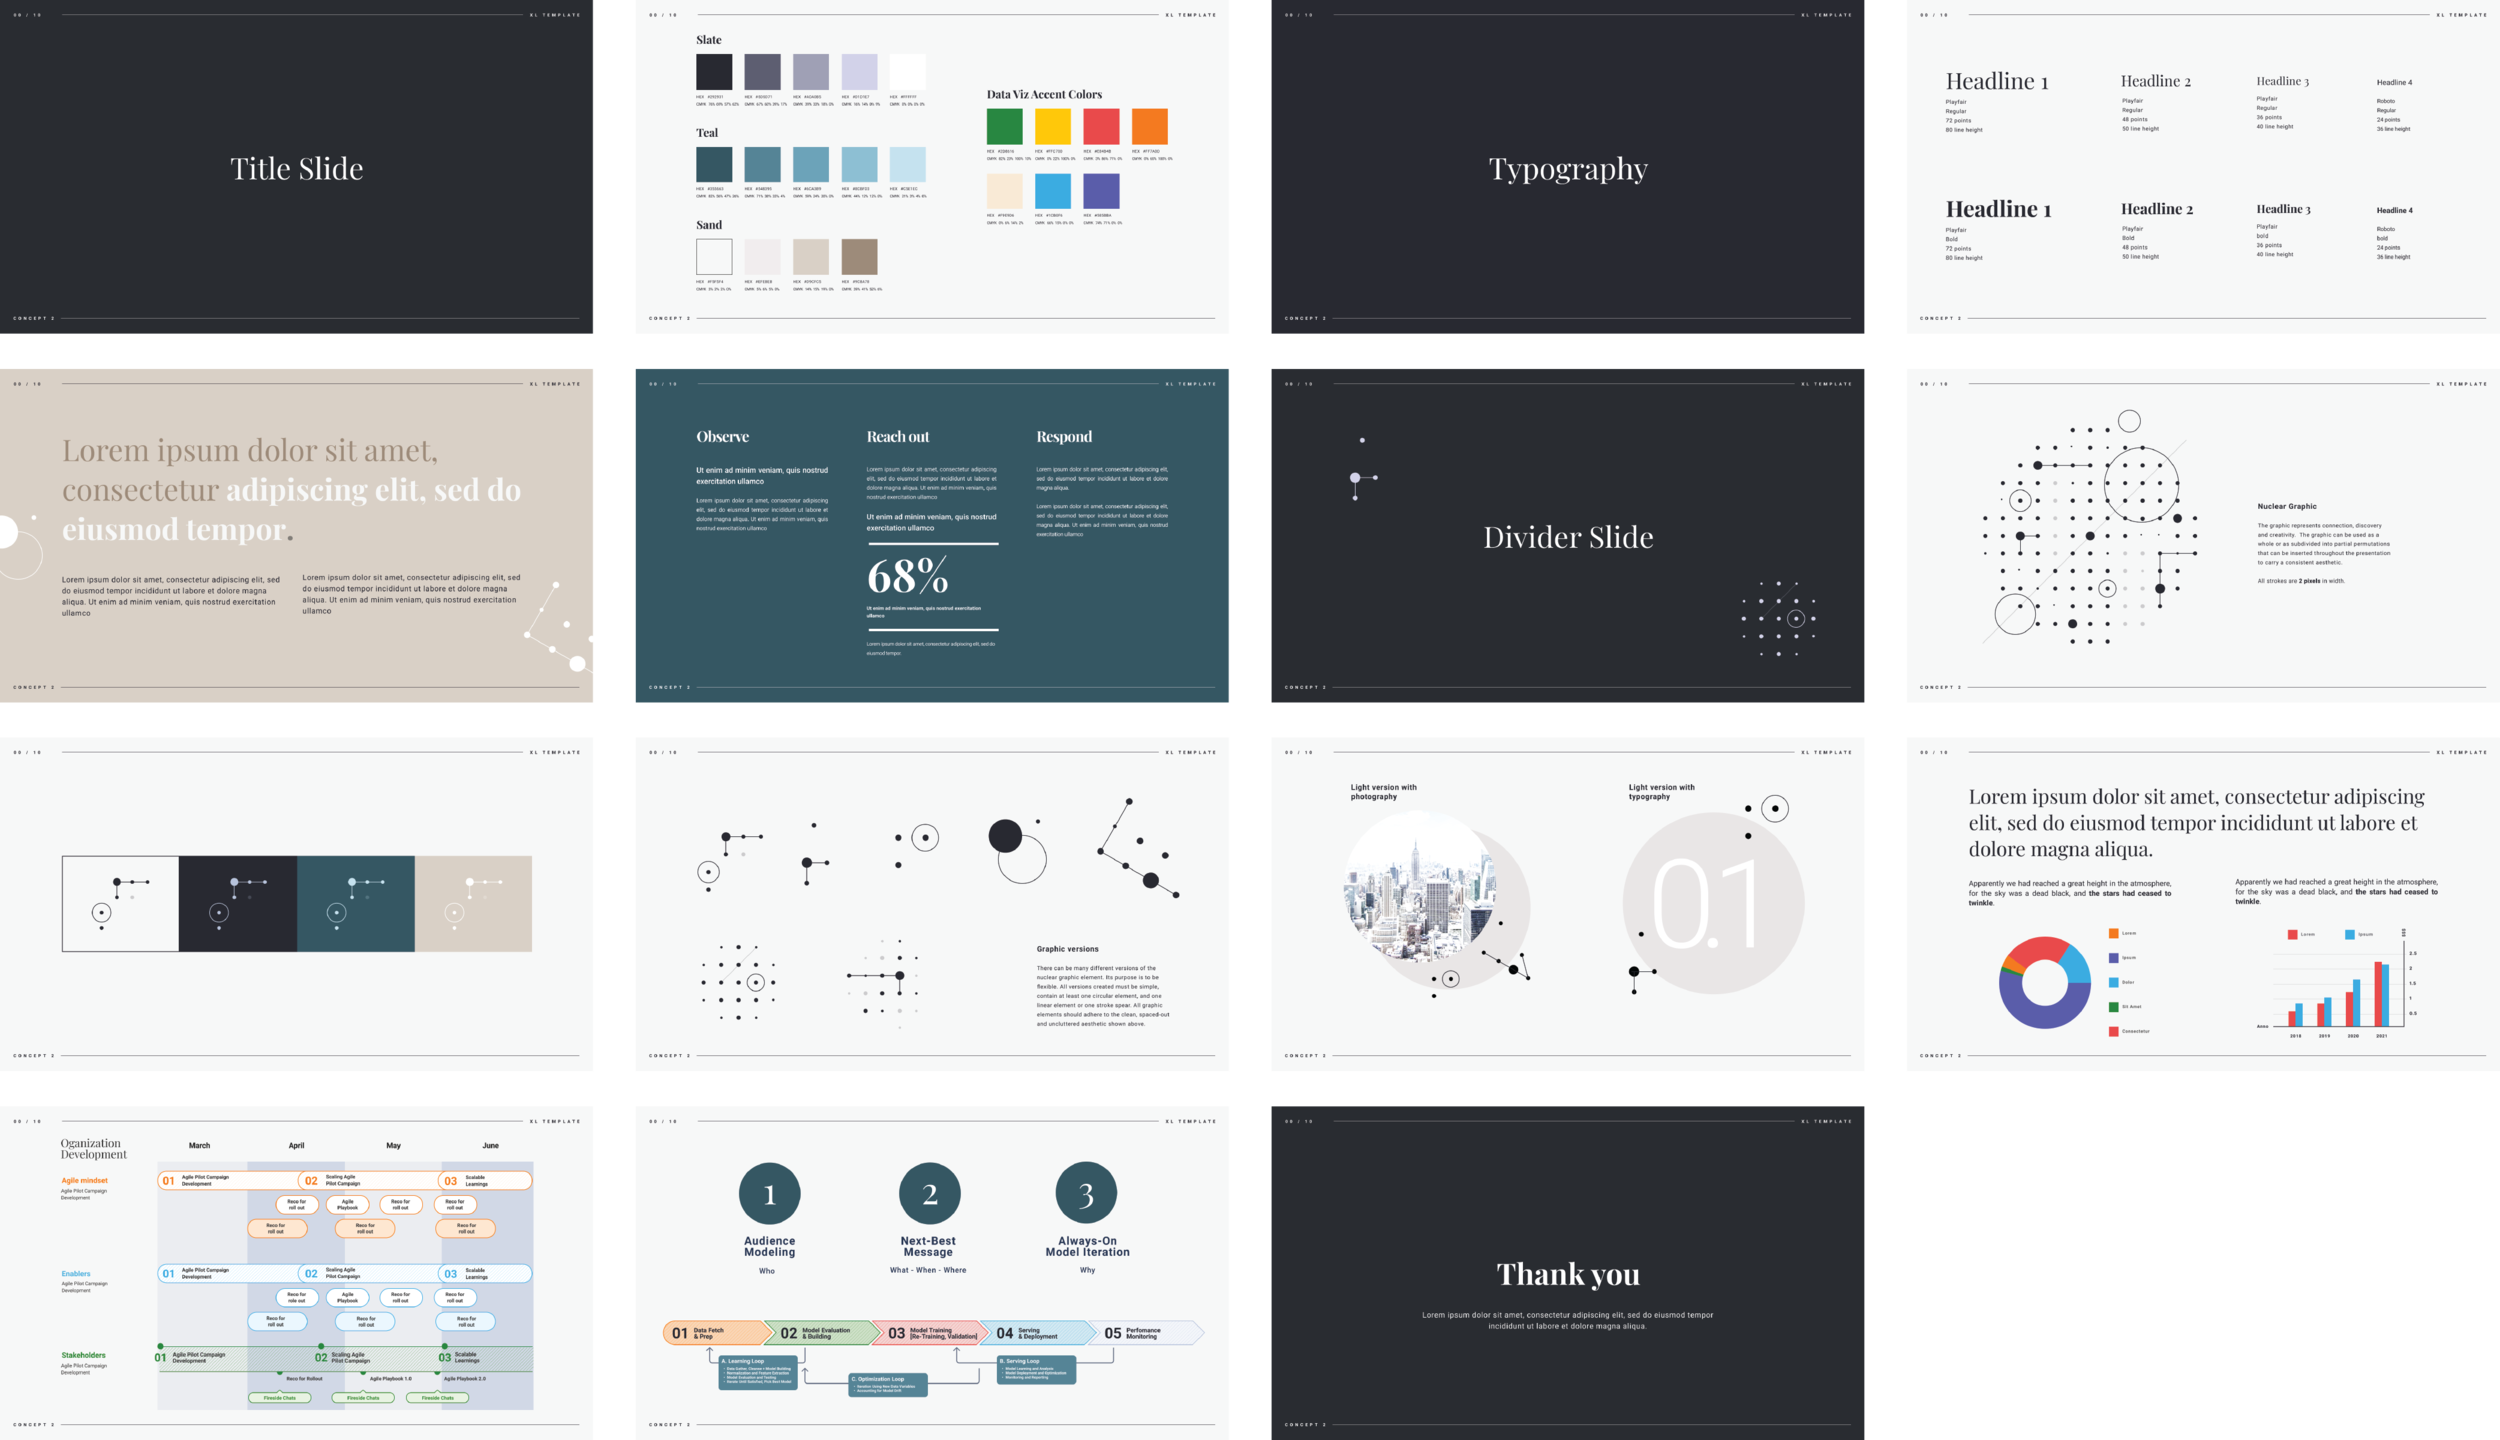 00 / 10
XL TEMPLATE
Title Slide
CONCEPT 2
00 / 10
XL TEMPLATE
Slate
Teal
Sand
Data Viz Accent Colors
CONCEPT 2
00 / 10
XL TEMPLATE
Typography
CONCEPT 2
00 / 10
XL TEMPLATE
Headline 1
Playfair
Regular
72 points
80 line height
Headline 2
Playfair
Regular
48 points
50 line height
Headline 3
Playfair
Regular
36 points
40 line height
Headline 4
Roboto
Regular
24 points
36 line height
Headline 1
Playfair
Bold
72 points
80 line height
Headline 2
Playfair
Bold
48 points
50 line height
Headline 3
Playfair
bold
36 points
40 line height
Headline 4
Roboto
bold
24 points
36 line height
CONCEPT 2
00 / 10
XL TEMPLATE
Lorem ipsum dolor sit amet,
consectetur adipiscing elit, sed do
eiusmod tempor.
Lorem ipsum dolor sit amet, consectetur adipiscing elit, sed
do eiusmod tempor incididunt ut labore et dolore magna
aliqua. Ut enim ad minim veniam, quis nostrud exercitation
ullamco
Lorem ipsum dolor sit amet, consectetur adipiscing elit, sed
do eiusmod tempor incididunt ut labore et dolore magna
aliqua. Ut enim ad minim veniam, quis nostrud exercitation
ullamco
CONCEPT 2
00 / 10
XL TEMPLATE
Observe
Ut enim ad minim veniam, quis nostrud
exercitation ullamco
Lorem ipsum dolor sit amet, consectetur adipiscing
elit, sed do eiusmod tempor incididunt ut labore et
dolore magna aliqua. Ut enim ad minim veniam, quis
nostrud exercitation ullamco
Reach out
Lorem ipsum dolor sit amet, consectetur adipiscing
elit, sed do eiusmod tempor incididunt ut labore et
dolore magna aliqua. Ut enim ad minim veniam, quis
nostrud exercitation ullamco
Ut enim ad minim veniam, quis nostrud
exercitation ullamco
68%
Ut enim ad minim veniam, quis nostrud exercitation
ullamco
Lorem ipsum dolor sit amet, consectetur adipiscing elit, sed do
eiusmod tempor.
Respond
Lorem ipsum dolor sit amet, consectetur adipiscing elit,
sed do eiusmod tempor incididunt ut labore et dolore
magna aliqua.
Lorem ipsum dolor sit amet, consectetur adipiscing elit,
sed do eiusmod tempor incididunt ut labore et dolore
magna aliqua. Ut enim ad minim veniam, quis nostrud
exercitation ullamco
CONCEPT 2
00 / 10
XL TEMPLATE
Divider Slide
CONCEPT 2
00 / 10
XL TEMPLATE
Nuclear Graphic
The graphic represents connection, discovery
and creativity. The graphic can be used as a
whole or as subdivided into partial permutations
that can be inserted throughout the presentation
to carry a consistent aesthetic.
All strokes are 2 pixels in width.
CONCEPT 2
00 / 10
XL TEMPLATE
CONCEPT 2
00 / 10
XL TEMPLATE
Graphic versions
There can be many different versions of the
nuclear graphic element. Its purpose is to be
flexible. All versions created must be simple,
contain at least one circular element, and one
linear element or one stroke spear. All graphic
elements should adhere to the clean, spaced-out
and uncluttered aesthetic shown above.
CONCEPT 2
00 / 10
XL TEMPLATE
Light version with
photography
Light version with
typography
0.1
CONCEPT 2
00 / 10
XL TEMPLATE
Lorem ipsum dolor sit amet, consectetur adipiscing
elit, sed do eiusmod tempor incididunt ut labore et
dolore magna aliqua.
Apparently we had reached a great height in the atmosphere,
for the sky was a dead black, and the stars had ceased to
twinkle.
Apparently we had reached a great height in the atmosphere,
for the sky was a dead black, and the stars had ceased to
twinkle.
Lorem
Ipsum
Dolor
Sit Amet
Consectetur
Lorem
Ipsum
2.5
2
1.5
1
0.5
Anno
2018
2019
2020
2021
CONCEPT 2
00 / 10
XL TEMPLATE
Oganization
Development
March
April
May
June
Agile mindset
Agile Pilot Campaign
Development
01 Agile Pilot Campaign
Development
02 Scaling Agile
Pilot Campaign
03 Scalable
Learnings
Reco for
roll out
Agile
Playbook
Reco for
roll out
Reco for
roll out
Reco for
roll out
Reco for
roll out
Reco for
roll out
Enablers
Agile Pilot Campaign
Development
01 Agile Pilot Campaign
Development
02 Scaling Agile
Pilot Campaign
03 Scalable
Learnings
Reco for
role out
Agile
Playbook
Reco for
roll out
Reco for
roll out
Reco for
roll out
Reco for
roll out
Reco for
roll out
Stakeholders
Agile Pilot Campaign
Development
01 Agile Pilot Campaign
Development
02 Scaling Agile
Pilot Campaign
03 Scalable
Learnings
Reco for Rollout
Agile Playbook 1.0
Agile Playbook 2.0
Fireside Chats
Fireside Chats
Fireside Chats
CONCEPT 2
00 / 10
XL TEMPLATE
1
Audience
Modeling
Who
2
Next-Best
Message
What - When - Where
3
Always-On
Model Iteration
Why
01 Data Fetch
& Prep
02 Model Evaluation
& Building
03 Model Training
[Re-Training, Validation]
04 Serving
& Deployment
05 Perfomance
Monitoring
A. Learning Loop
B. Serving Loop
C. Optimization Loop
CONCEPT 2
00 / 10
XL TEMPLATE
Thank you
Lorem ipsum dolor sit amet, consectetur adipiscing elit, sed do eiusmod tempor
incididunt ut labore et dolore magna aliqua.
CONCEPT 2